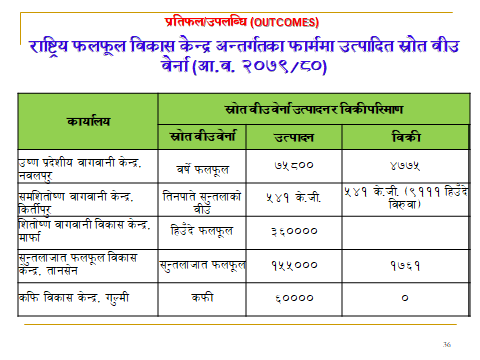 प्रतिफल/उपलब्धि (OUTCOMES)
राष्ट्रिय फलफूल विकास केन्द्र अन्तर्गतका फार्ममा उत्पादित स्रोत बीउ
बेर्ना (आ.व. २०७९/८०)
कार्यालय
स्रोत बीउबेर्ना उत्पादन र विक्री परिमाण
स्रोत बीउबेर्ना उत्पादन विक्री
उष्ण प्रदेशीय बागवानी केन्द्र,
नवलपुर
वर्षे फलफूल ७५८०० ४७७५
समशितोष्ण बागवानी केन्द्र,
किर्तीपुर
तिनपाते सुन्तलाको
बीउ
५४१ के.जी.
५४१ के.जी. (९१११ हिउँदे
विरुवा)
शितोष्ण बागवानी विकास केन्द्र,
मार्फा
हिउँदे फलफूल ३६००००
सुन्तलाजात फलफूल विकास
केन्द्र, तानसेन
सुन्तलाजात फलफूल १५५००० १७६१
कफि विकास केन्द्र, गुल्मी कफी ६०००० ०
36